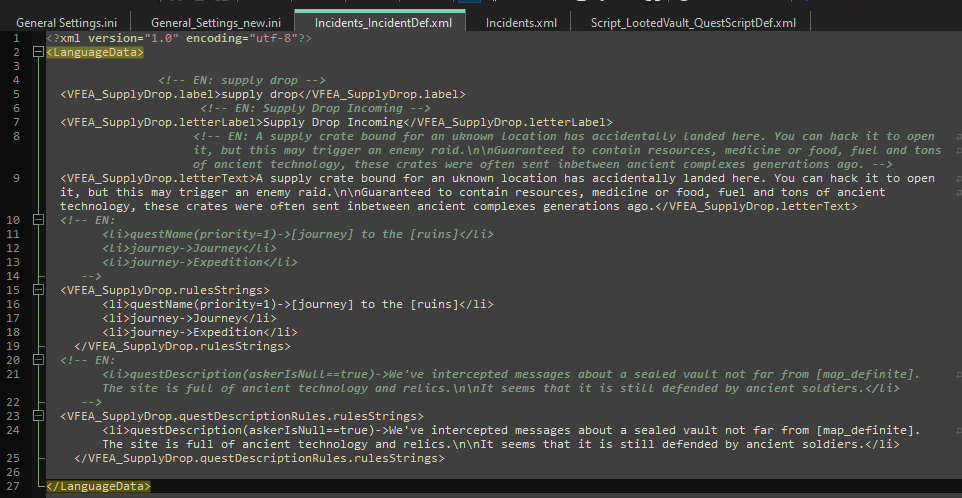 General Settings.ini General_Settings_new.ini Incidents_IncidentDef.xml Incidents.xml Script_LootedVault_QuestScriptDef.xml
1 <?xml version="1.0" encoding="utf-8"?>
2 <LanguageData>
3
4 <!-- EN: supply drop -->
5 <VFEA_SupplyDrop.label>supply drop</VFEA_SupplyDrop.label>
6 <!-- EN: Supply Drop Incoming -->
7 <VFEA_SupplyDrop.letterLabel>Supply Drop Incoming</VFEA_SupplyDrop.letterLabel>
8 <!-- EN: A supply crate bound for an uknown location has accidentally landed here. You can hack it to open
it, but this may trigger an enemy raid.\n\nGuaranteed to contain resources, medicine or food, fuel and tons
of ancient technology, these crates were often sent inbetween ancient complexes generations ago. -->
9 <VFEA_SupplyDrop.letterText>A supply crate bound for an uknown location has accidentally landed here. You can hack it to open
it, but this may trigger an enemy raid.\n\nGuaranteed to contain resources, medicine or food, fuel and tons of ancient
technology, these crates were often sent inbetween ancient complexes generations ago.</VFEA_SupplyDrop.letterText>
10 <!-- EN:
11 <li>questName(priority=1)->[journey] to the [ruins]</li>
12 <li>journey->Journey</li>
13 <li>journey->Expedition</li>
14 -->
15 <VFEA_SupplyDrop.rulesStrings>
16 <li>questName(priority=1)->[journey] to the [ruins]</li>
17 <li>journey->Journey</li>
18 <li>journey->Expedition</li>
19 </VFEA_SupplyDrop.rulesStrings>
20 <!-- EN:
21 <li>questDescription(askerIsNull==true)->We've intercepted messages about a sealed vault not far from [map_definite].
The site is full of ancient technology and relics.\n\nIt seems that it is still defended by ancient soldiers.</li>
22 -->
23 <VFEA_SupplyDrop.questDescriptionRules.rulesStrings>
24 <li>questDescription(askerIsNull==true)->We've intercepted messages about a sealed vault not far from [map_definite].
The site is full of ancient technology and relics.\n\nIt seems that it is still defended by ancient soldiers.</li>
25 </VFEA_SupplyDrop.questDescriptionRules.rulesStrings>
26
27 </LanguageData>